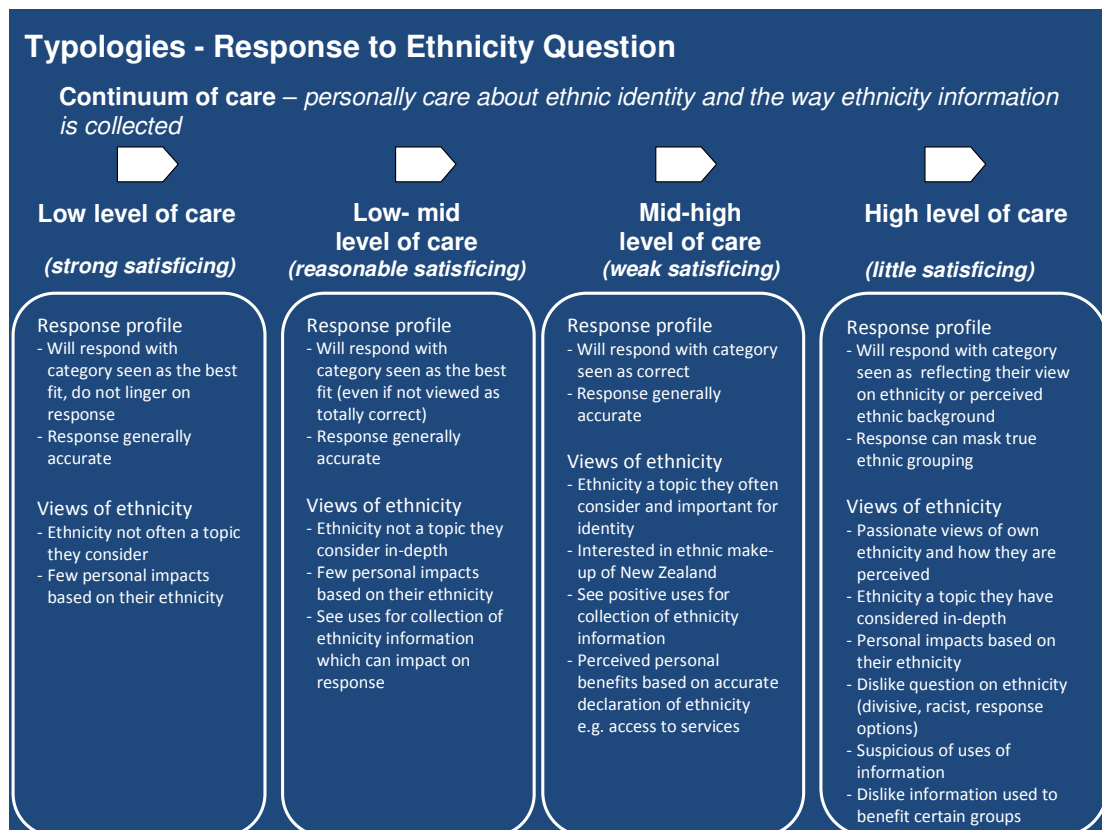 Typologies - Response to Ethnicity Question
Continuum of care – personally care about ethnic identity and the way ethnicity information
is collected
Low level of care
(strong satisficing)
Response profile
- Will respond with
category seen as the best
fit, do not linger on
response
- Response generally
accurate
Views of ethnicity
- Ethnicity not often a topic
they consider
- Few personal impacts
based on their ethnicity
Low- mid
level of care
(reasonable satisficing)
Response profile
- Will respond with
category seen as the best
fit (even if not viewed as
totally correct)
- Response generally
accurate
Views of ethnicity
- Ethnicity not a topic they
consider in-depth
- Few personal impacts
based on their ethnicity
- See uses for collection of
ethnicity information
which can impact on
response
Mid-high
level of care
(weak satisficing)
Response profile
- Will respond with category
seen as correct
- Response generally
accurate
Views of ethnicity
- Ethnicity a topic they often
consider and important for
identity
- Interested in ethnic make-
up of New Zealand
- See positive uses for
collection of ethnicity
information
- Perceived personal
benefits based on accurate
declaration of ethnicity
e.g. access to services
High level of care
(little satisficing)
Response profile
- Will respond with category
seen as reflecting their view
on ethnicity or perceived
ethnic background
- Response can mask true
ethnic grouping
Views of ethnicity
- Passionate views of own
ethnicity and how they are
perceived
- Ethnicity a topic they have
considered in-depth
- Personal impacts based on
their ethnicity
- Dislike question on ethnicity
(divisive, racist, response
options)
- Suspicious of uses of
information
- Dislike information used to
benefit certain groups